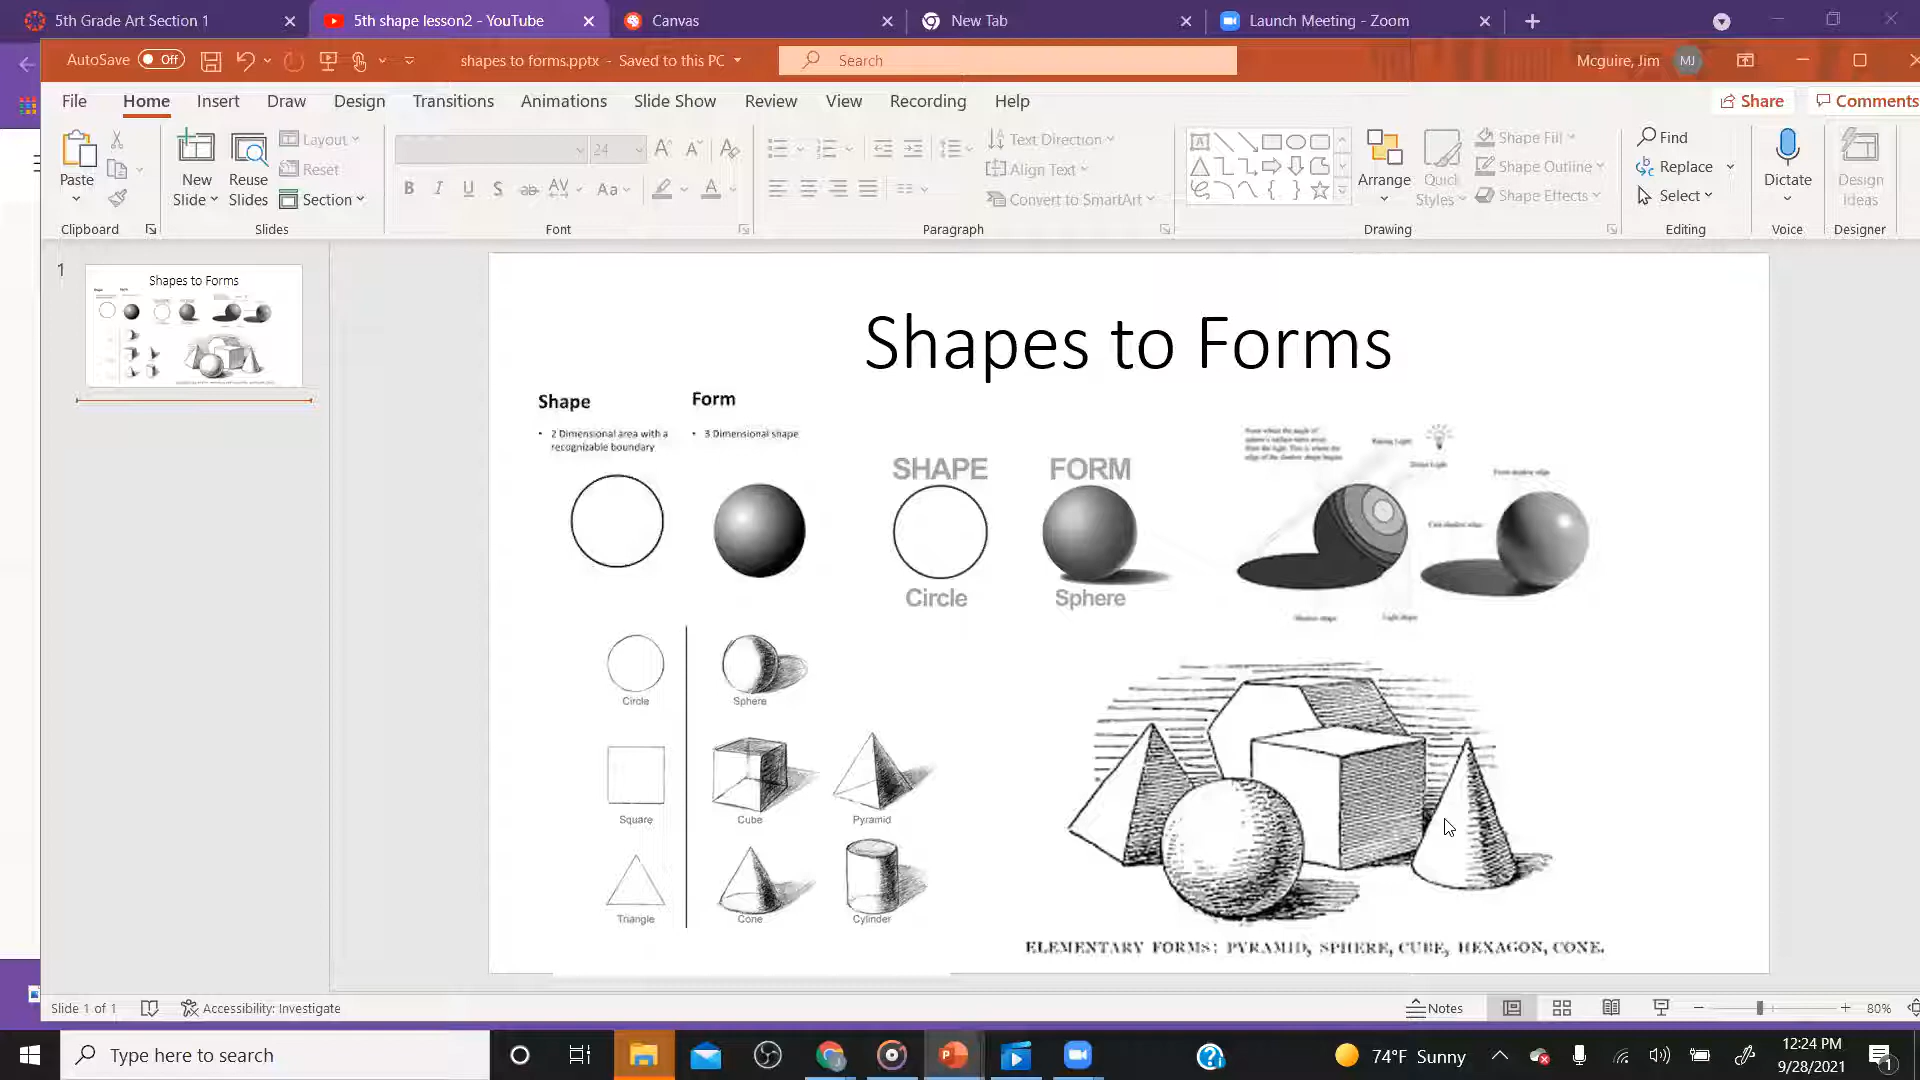 5th Grade Art Section 1
5th shape lesson2 - YouTube
Canvas
New Tab
Launch Meeting - Zoom
AutoSave Off
shapes to forms.pptx - Saved to this PC
Search
Mcguire, Jim MJ
File Home Insert Draw Design Transitions Animations Slide Show Review View Recording Help
Share Comments
Paste
New Slide
Reuse Slides
Layout
Reset
Section
24
B I U S ab AV Aa A
Text Direction
Align Text
Convert to SmartArt
Arrange
Quick Styles
Shape Fill
Shape Outline
Shape Effects
Find
Replace
Select
Dictate
Design Ideas
Clipboard Slides Font Paragraph Drawing Editing Voice Designer
1
Shapes to Forms
Shapes to Forms
Shape
• 2 Dimensional area with a
recognizable boundary
Form
• 3 Dimensional shape
SHAPE FORM
Circle Sphere
Circle Sphere
Square Cube Pyramid
Triangle Cone Cylinder
ELEMENTARY FORMS: PYRAMID, SPHERE, CUBE, HEXAGON, CONE.
Slide 1 of 1
Accessibility: Investigate
Notes
80%
Type here to search
74°F Sunny
12:24 PM
9/28/2021
1